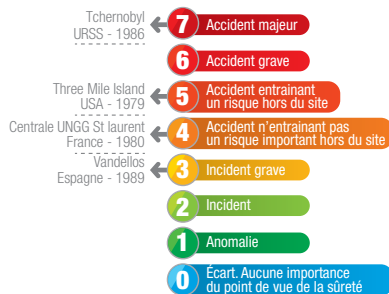 Tchernobyl
URSS - 1986
7
Accident majeur
6
Accident grave
Three Mile Island
USA - 1979
5
Accident entrainant
un risque hors du site
Centrale UNGG St laurent
France - 1980
4
Accident n'entrainant pas
un risque important hors du site
Vandellos
Espagne - 1989
3
Incident grave
2
Incident
1
Anomalie
0
Écart. Aucune importance
du point de vue de la sûreté